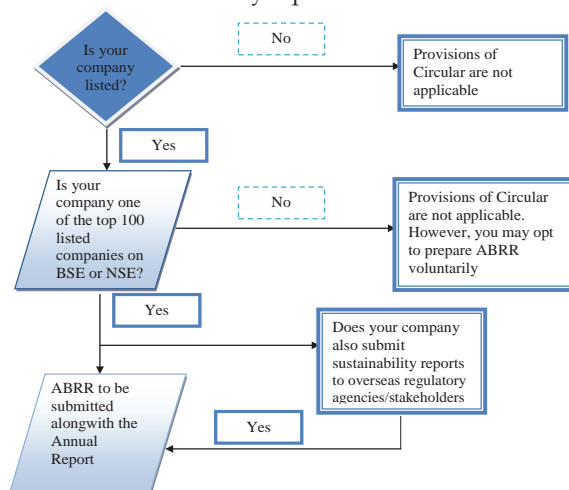 Is your
company
listed?
No
Provisions of
Circular are not
applicable
Yes
Is your
company one
of the top 100
listed
companies on
BSE or NSE?
No
Provisions of Circular
are not applicable.
However, you may opt
to prepare ABRR
voluntarily
Yes
Does your company
also submit
sustainability reports
to overseas regulatory
agencies/stakeholders
ABRR to be
submitted
alongwith the
Annual
Report
Yes